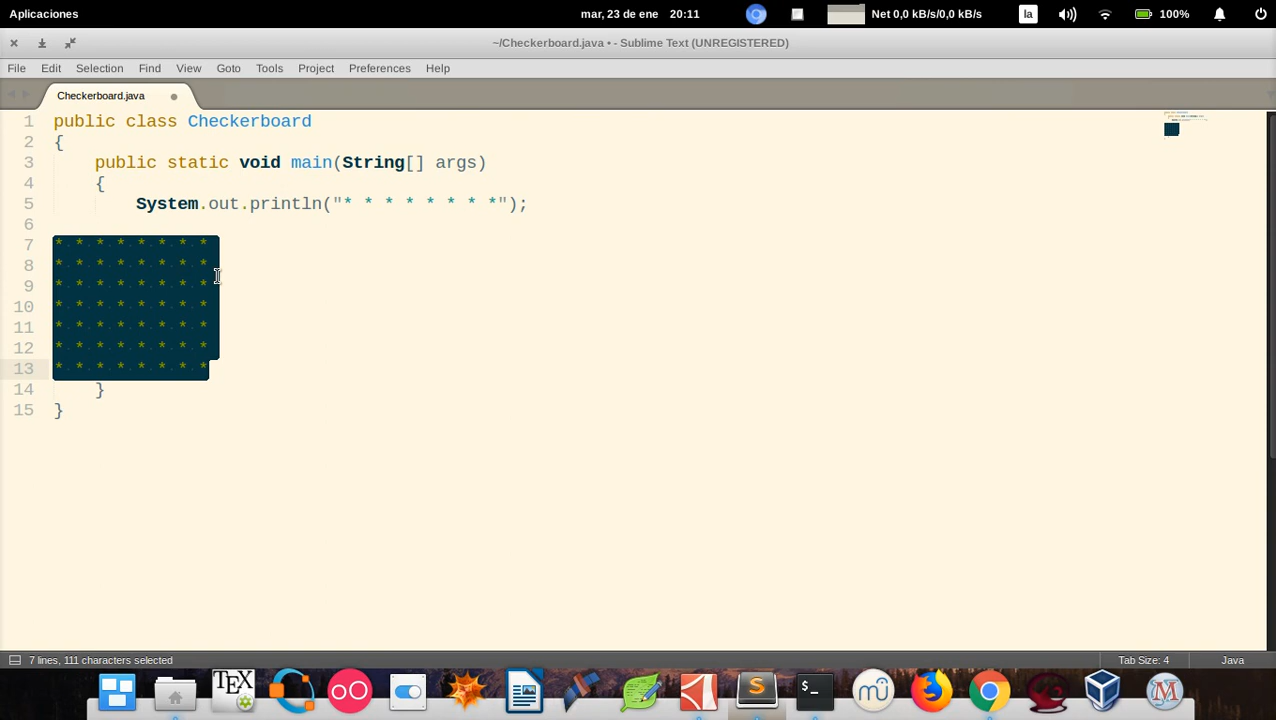 Aplicaciones mar, 23 de ene 20:11 Net 0,0 kB/s/0,0 kB/s la 100%
~/Checkerboard.java • - Sublime Text (UNREGISTERED)
File Edit Selection Find View Goto Tools Project Preferences Help
Checkerboard.java
1 public class Checkerboard
2 {
3 public static void main(String[] args)
4 {
5 System.out.println("* * * * * * * *");
6
7 * * * * * * * *
8 * * * * * * * *
9 * * * * * * * *
10 * * * * * * * *
11 * * * * * * * *
12 * * * * * * * *
13 * * * * * * * *
14 }
15 }
7 lines, 111 characters selected Tab Size: 4 Java
TEX S >_ mu M